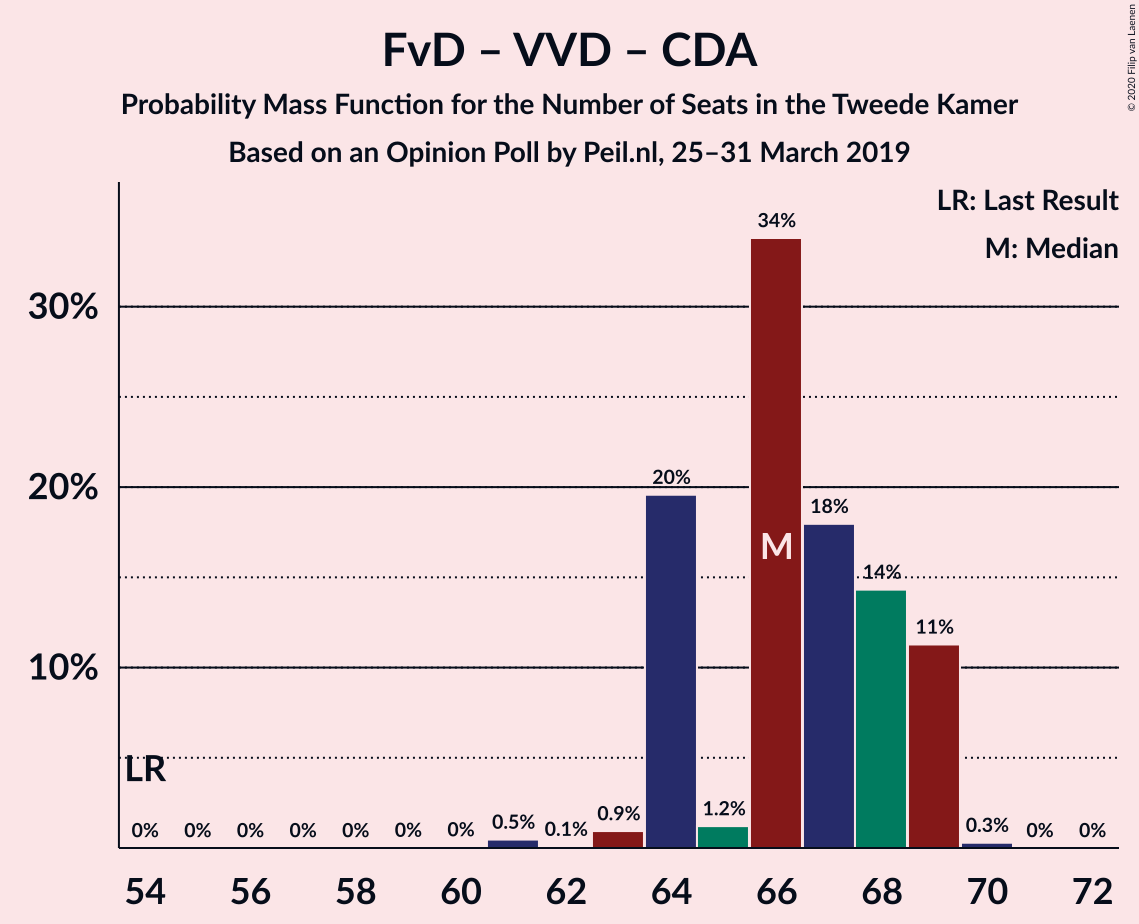 FvD – VVD – CDA
Probability Mass Function for the Number of Seats in the Tweede Kamer
Based on an Opinion Poll by Peil.nl, 25–31 March 2019
© 2020 Filip van Laenen
LR: Last Result
M: Median
34%
30%
20%
20%
18%
M
14%
11%
10%
LR
0% 0% 0% 0% 0% 0% 0% 0.5% 0.1% 0.9% 1.2% 0.3% 0% 0%
54 56 58 60 62 64 66 68 70 72